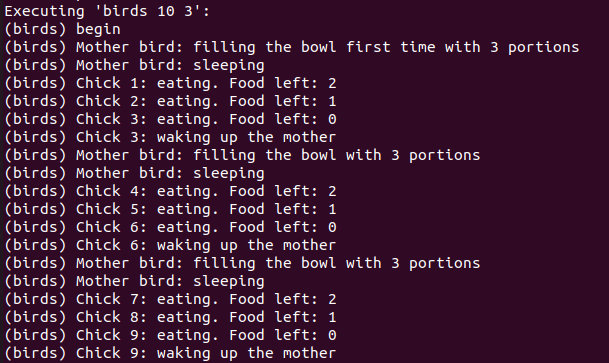 Executing 'birds 10 3':
(birds) begin
(birds) Mother bird: filling the bowl first time with 3 portions
(birds) Mother bird: sleeping
(birds) Chick 1: eating. Food left: 2
(birds) Chick 2: eating. Food left: 1
(birds) Chick 3: eating. Food left: 0
(birds) Chick 3: waking up the mother
(birds) Mother bird: filling the bowl with 3 portions
(birds) Mother bird: sleeping
(birds) Chick 4: eating. Food left: 2
(birds) Chick 5: eating. Food left: 1
(birds) Chick 6: eating. Food left: 0
(birds) Chick 6: waking up the mother
(birds) Mother bird: filling the bowl with 3 portions
(birds) Mother bird: sleeping
(birds) Chick 7: eating. Food left: 2
(birds) Chick 8: eating. Food left: 1
(birds) Chick 9: eating. Food left: 0
(birds) Chick 9: waking up the mother